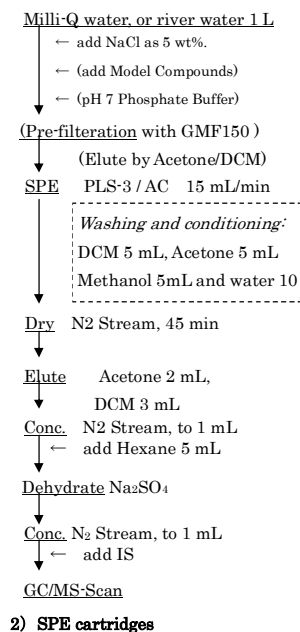 Milli-Q water, or river water 1 L
← add NaCl as 5 wt%.
← (add Model Compounds)
← (pH 7 Phosphate Buffer)
(Pre-filteration with GMF150 )
(Elute by Acetone/DCM)
SPE PLS-3 / AC 15 mL/min
Washing and conditioning:
DCM 5 mL, Acetone 5 mL
Methanol 5mL and water 10
Dry N2 Stream, 45 min
Elute Acetone 2 mL,
DCM 3 mL
Conc. N2 Stream, to 1 mL
← add Hexane 5 mL
Dehydrate Na₂SO₄
Conc. N₂ Stream, to 1 mL
← add IS
GC/MS-Scan
2) SPE cartridges